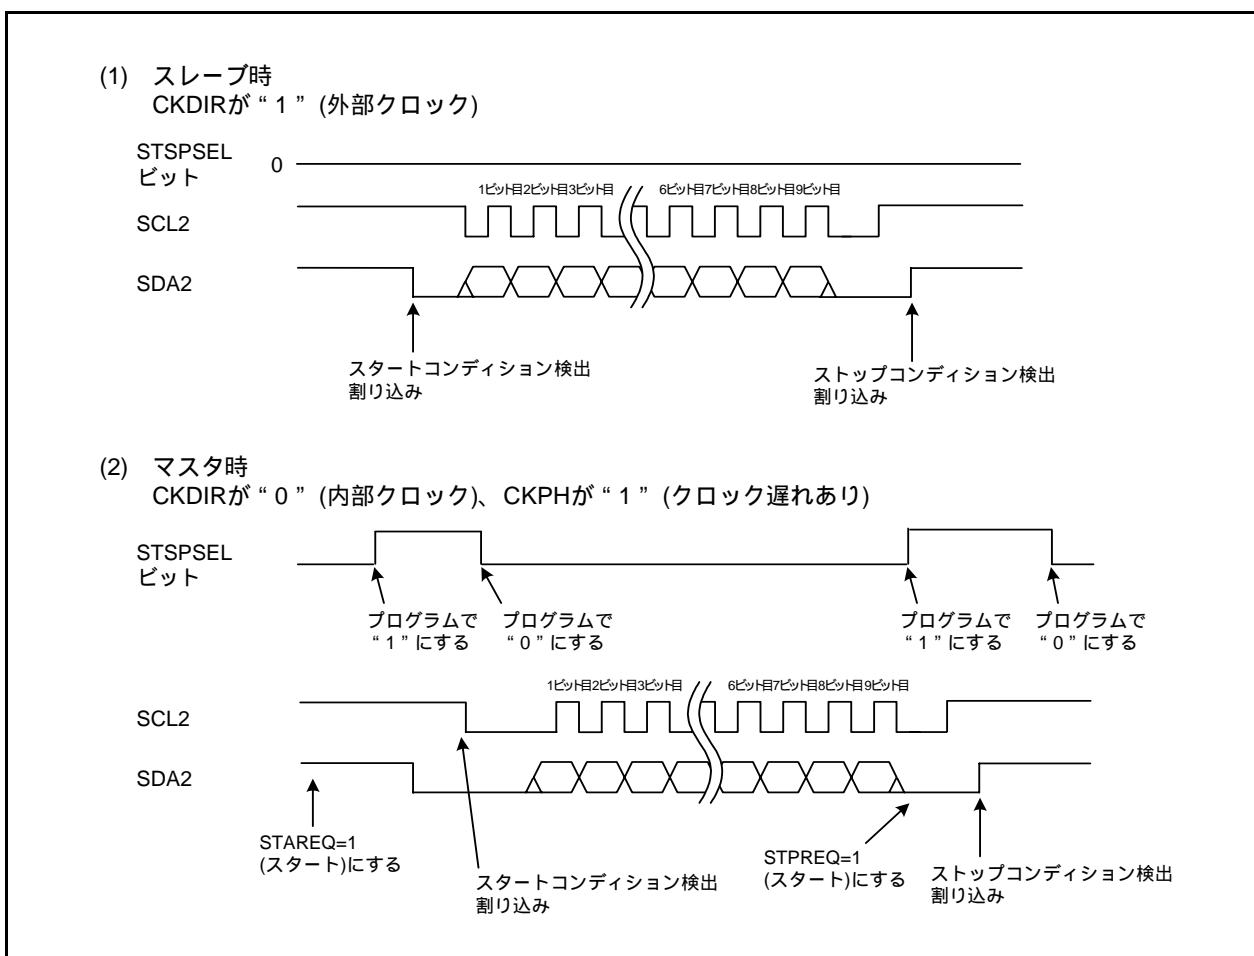 (1) スレーブ時
CKDIRが“1”(外部クロック)
STSPSEL
ビット
0
1ビット目2ビット目3ビット目
6ビット目7ビット目8ビット目9ビット目
SCL2
SDA2
スタートコンディション検出
割り込み
ストップコンディション検出
割り込み
(2) マスタ時
CKDIRが“0”(内部クロック)、CKPHが“1”(クロック遅れあり)
STSPSEL
ビット
プログラムで
“1”にする
プログラムで
“0”にする
プログラムで
“1”にする
プログラムで
“0”にする
1ビット目2ビット目3ビット目
6ビット目7ビット目8ビット目9ビット目
SCL2
SDA2
STAREQ=1
(スタート)にする
スタートコンディション検出
割り込み
STPREQ=1
(スタート)にする
ストップコンディション検出
割り込み